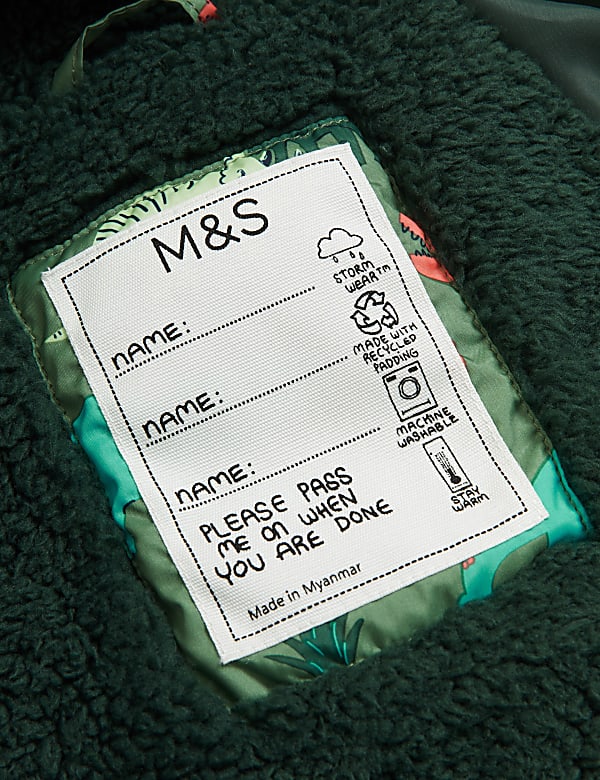 M&S
STORM
WEAR™
NAME:
MADE WITH
RECYCLED
PADDING
NAME:
MACHINE
WASHABLE
NAME:
STAY
WARM
PLEASE PASS
ME ON WHEN
YOU ARE DONE
Made in Myanmar